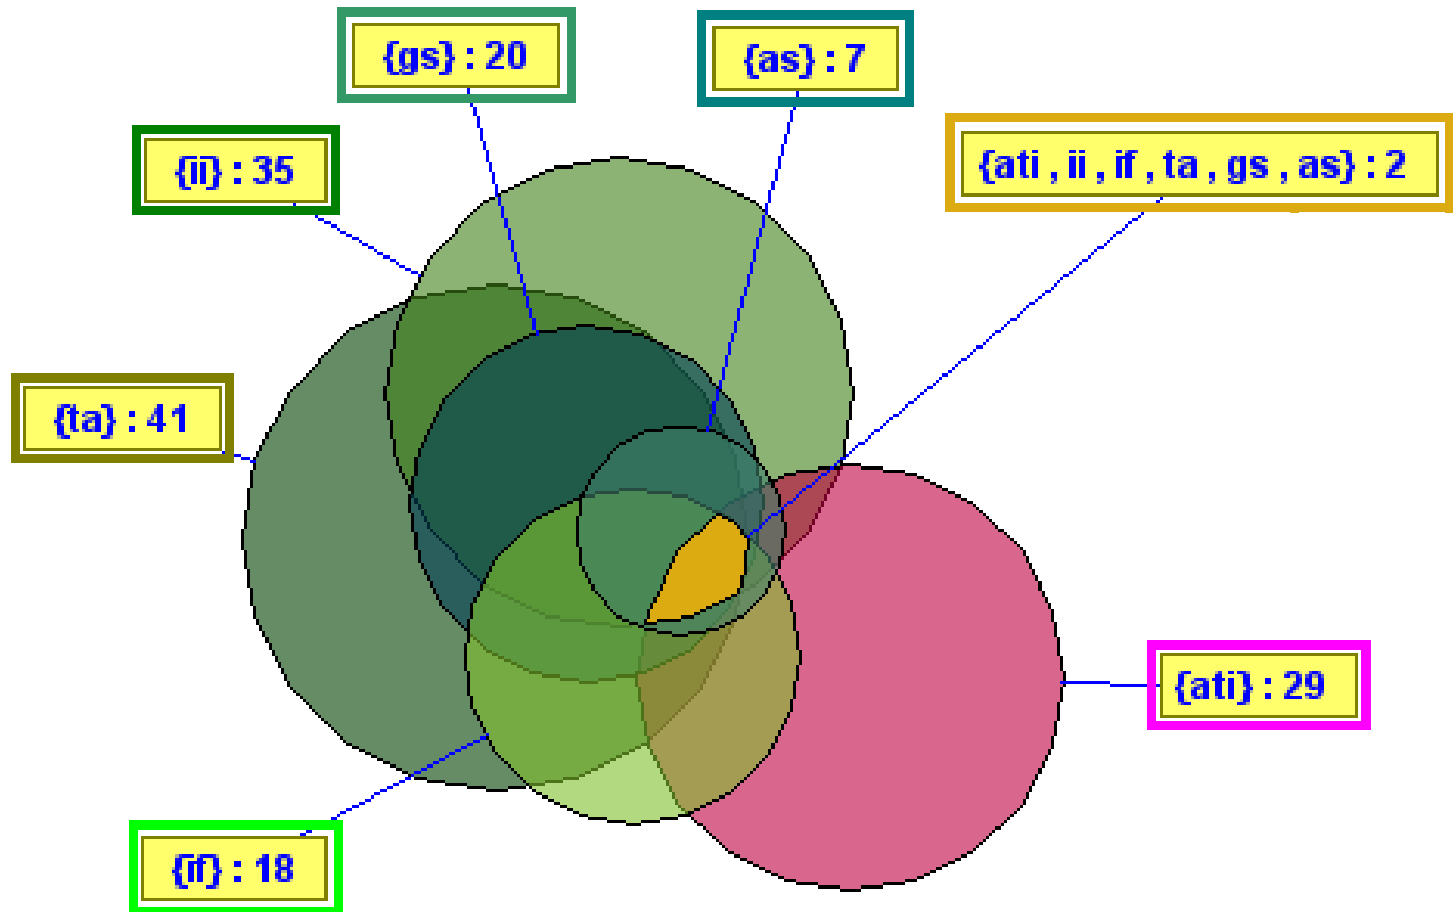 {gs} : 20
{as} : 7
{ii} : 35
{ati , ii , if , ta , gs , as} : 2
{ta} : 41
{ati} : 29
{if} : 18